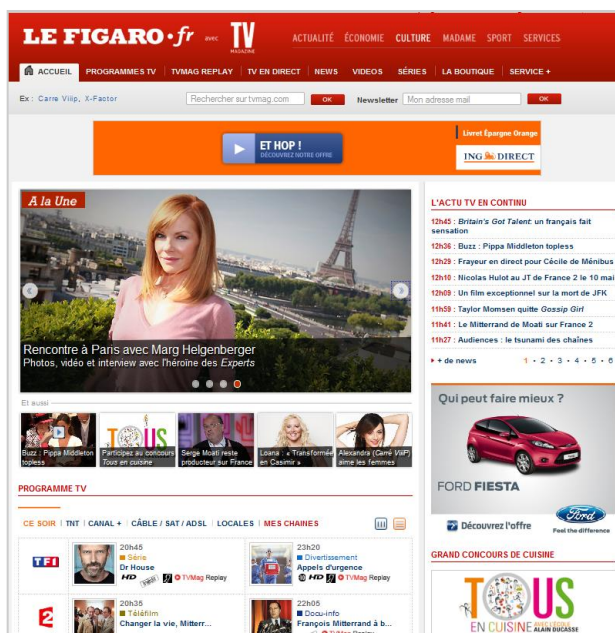 LE FIGARO·fr avec TV MAGAZINE
ACTUALITÉ ÉCONOMIE CULTURE MADAME SPORT SERVICES
ACCUEIL PROGRAMMES TV TVMAG REPLAY TV EN DIRECT NEWS VIDEOS SÉRIES LA BOUTIQUE SERVICE +
Ex : Carre Viiip, X-Factor
Rechercher sur tvmag.com OK
Newsletter Mon adresse mail OK
ET HOP !
DÉCOUVREZ NOTRE OFFRE
Livret Épargne Orange
ING DIRECT
A la Une
Rencontre à Paris avec Marg Helgenberger
Photos, vidéo et interview avec l'héroïne des Experts
Et aussi
Buzz : Pippa Middleton topless
TOUS
Participez au concours Tous en cuisine
Serge Moati reste producteur sur France
Loana : « Transformée en Casimir »
Alexandra (Carré ViiiP) aime les femmes
L'ACTU TV EN CONTINU
12h45 : Britain's Got Talent: un français fait
sensation
12h36 : Buzz : Pippa Middleton topless
12h29 : Frayeur en direct pour Cécile de Ménibus
12h10 : Nicolas Hulot au JT de France 2 le 10 mai
12h09 : Un film exceptionnel sur la mort de JFK
11h59 : Taylor Momsen quitte Gossip Girl
11h41 : Le Mitterrand de Moati sur France 2
11h27 : Audiences : le tsunami des chaînes
+ de news 1 · 2 · 3 · 4 · 5 · 6
Qui peut faire mieux ?
FORD FIESTA
Découvrez l'offre
Ford
Feel the difference
GRAND CONCOURS DE CUISINE
TOUS
EN CUISINE AVEC L'ÉCOLE ALAIN DUCASSE
PROGRAMME TV
CE SOIR TNT CANAL + CÂBLE / SAT / ADSL LOCALES MES CHAINES
TF1
20h45
Série
Dr House
HD TVMag Replay
23h20
Divertissement
Appels d'urgence
HD TVMag Replay
2
20h35
Téléfilm
Changer la vie, Mitterr...
22h05
Docu-info
François Mitterrand à b...
TVMag Replay